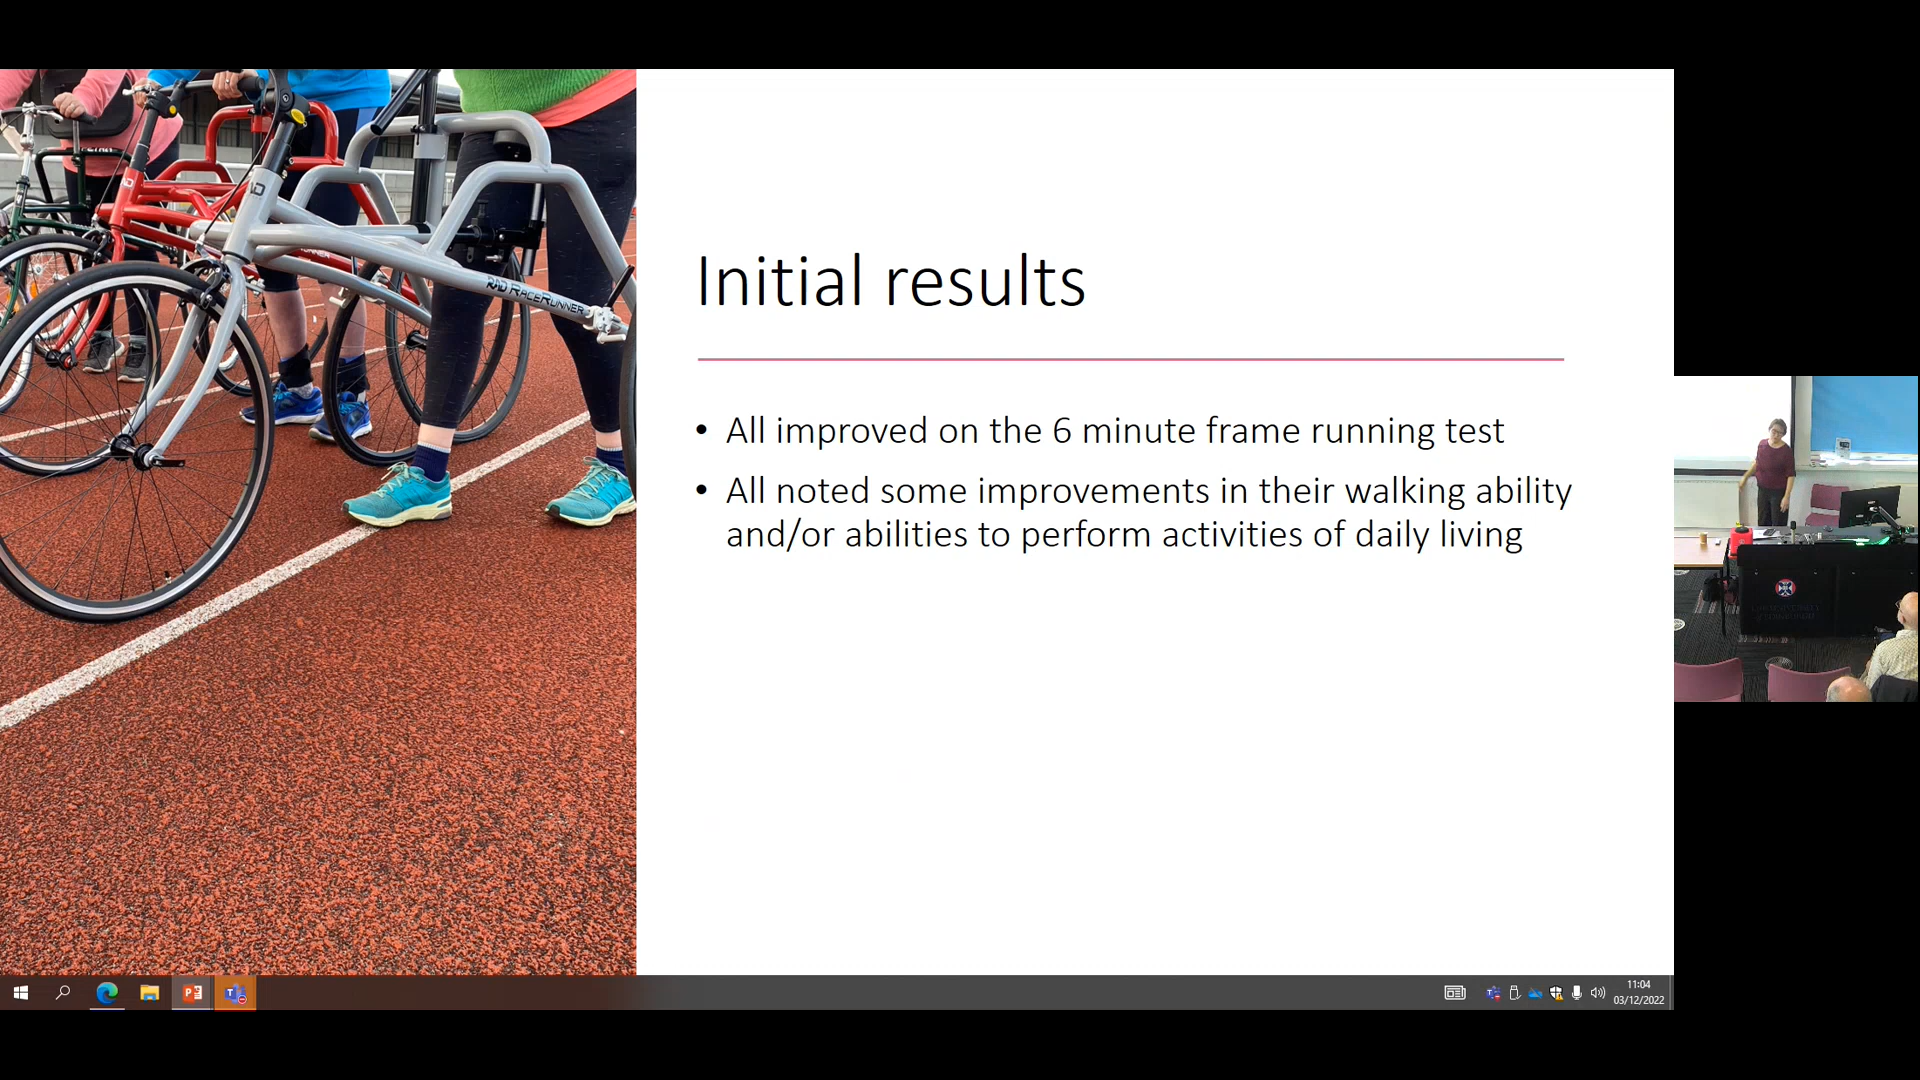 Initial results
• All improved on the 6 minute frame running test
• All noted some improvements in their walking ability
and/or abilities to perform activities of daily living
RAD RACERUNNER
11:04
03/12/2022